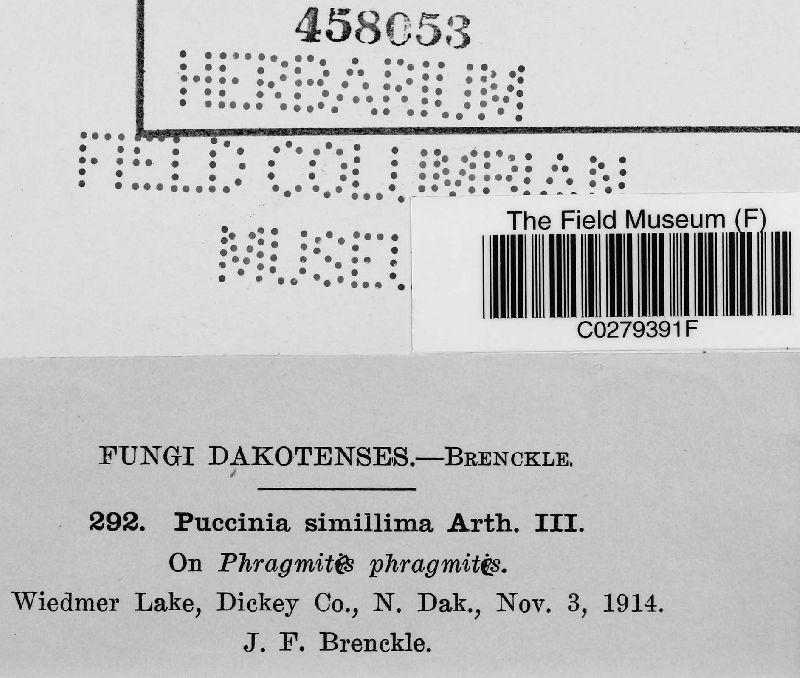 458053
HERBARIUM
FIELD COLUMBIAN
MUSE
The Field Museum (F)
C0279391F
FUNGI DAKOTENSES.—BRENCKLE.
292. Puccinia simillima Arth. III.
On Phragmites phragmites.
Wiedmer Lake, Dickey Co., N. Dak., Nov. 3, 1914.
J. F. Brenckle.